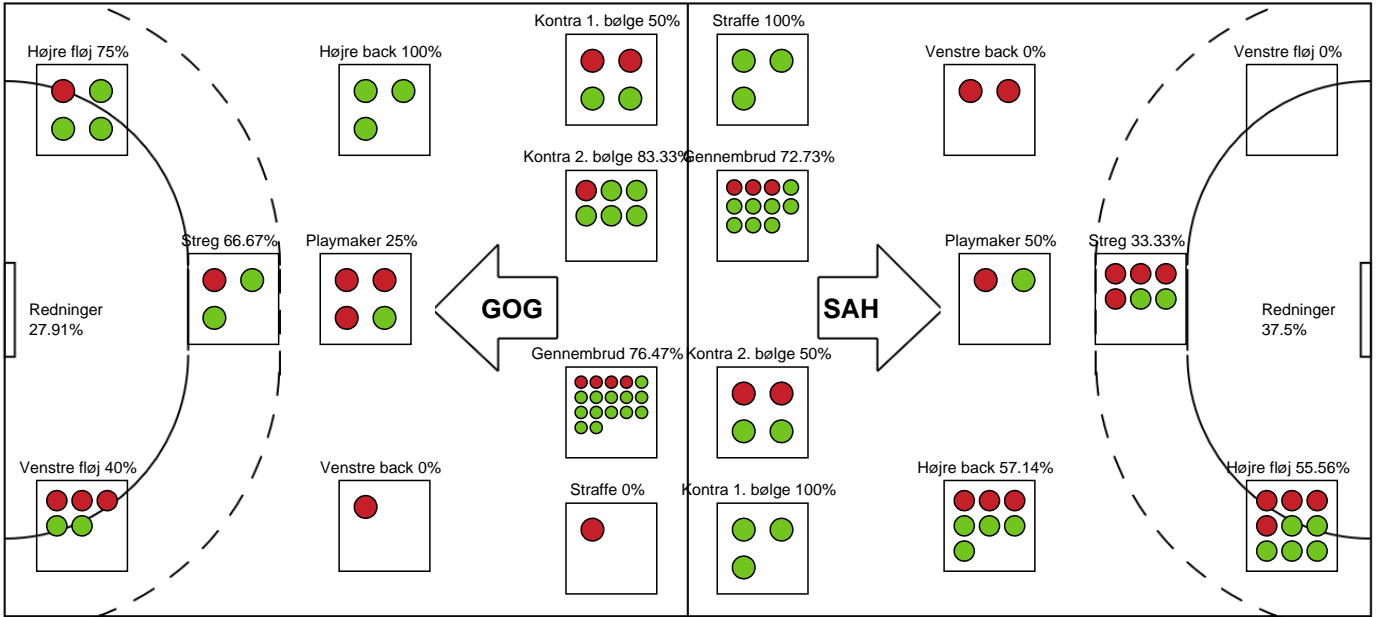 Kontra 1. bølge 50%
Straffe 100%
Højre fløj 75%
Højre back 100%
Venstre back 0%
Venstre fløj 0%
Kontra 2. bølge 83.33%
Gennembrud 72.73%
Streg 66.67%
Playmaker 25%
Playmaker 50%
Streg 33.33%
Redninger
27.91%
GOG
SAH
Redninger
37.5%
Gennembrud 76.47%
Kontra 2. bølge 50%
Venstre fløj 40%
Venstre back 0%
Højre back 57.14%
Højre fløj 55.56%
Straffe 0%
Kontra 1. bølge 100%